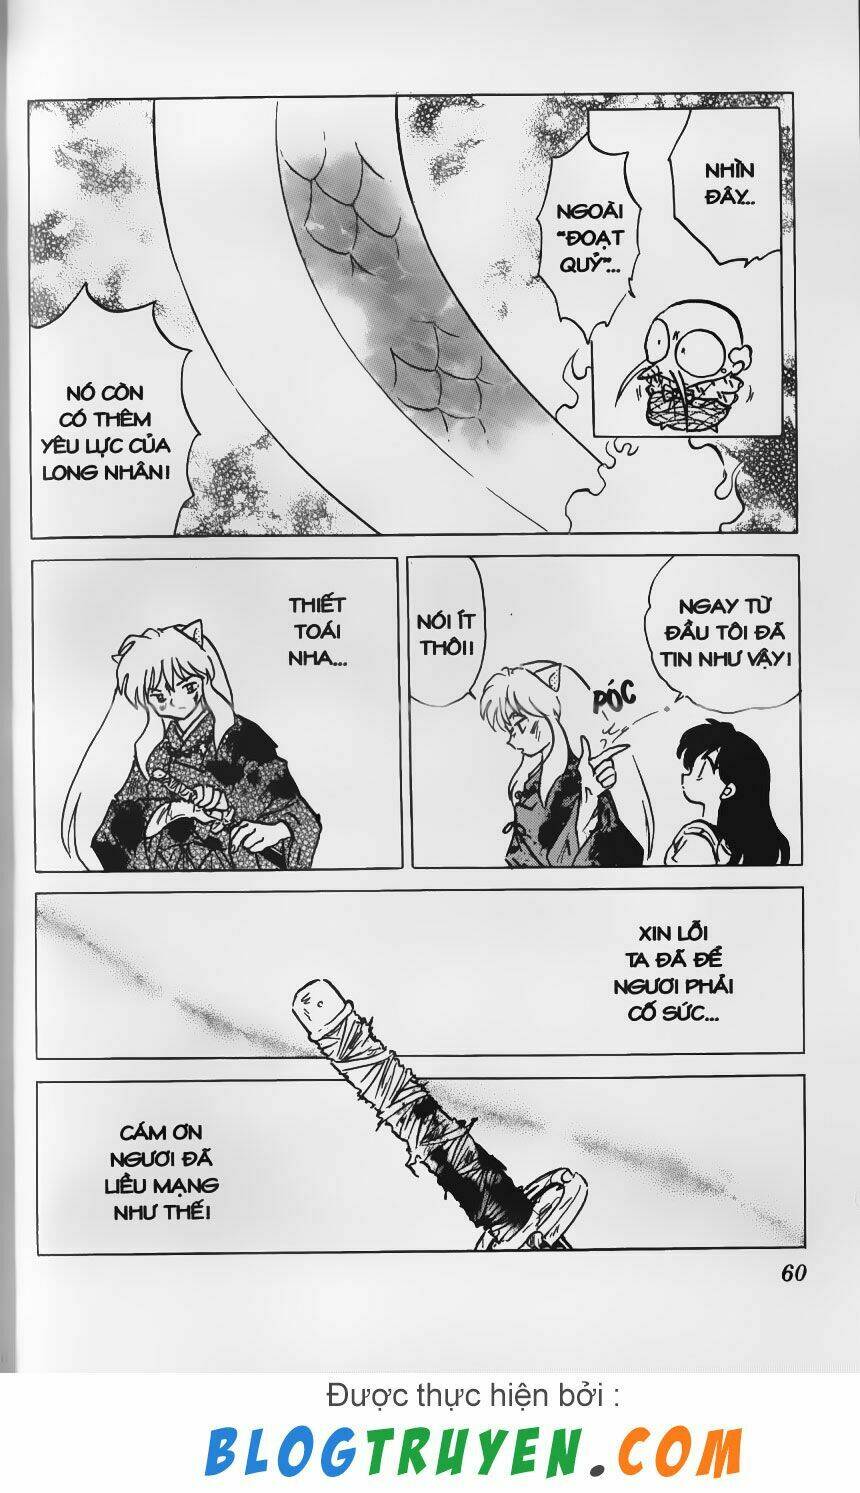 NHÌN
ĐÂY...
NGOÀI
"ĐOẠT
QUỶ"...
NÓ CÒN
CÓ THÊM
YÊU LỰC CỦA
LONG NHÂN!
NGAY TỪ
ĐẦU TÔI ĐÃ
TIN NHƯ VẬY!
NÓI ÍT
THÔI!
PÓC
THIẾT
TOÁI
NHA...
XIN LỖI
TA ĐÃ ĐỂ
NGƯƠI PHẢI
CỐ SỨC...
CÁM ƠN
NGƯƠI ĐÃ
LIỀU MẠNG
NHƯ THẾ!
60
Được thực hiện bởi :
BLOGTRUYEN.COM